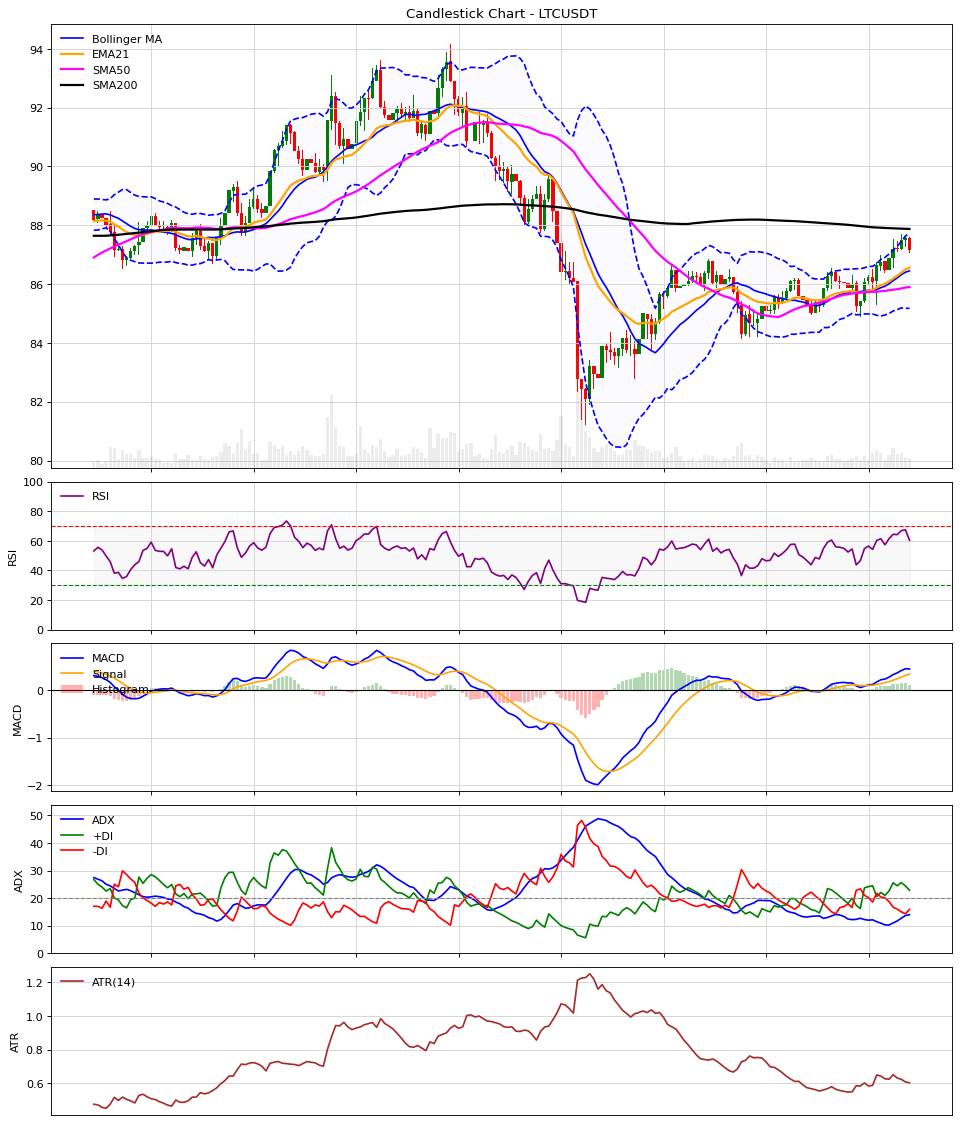 Candlestick Chart - LTCUSDT
Bollinger MA
EMA21
SMA50
SMA200
94
92
90
88
86
84
82
80
RSI
RSI
100
80
60
40
20
0
MACD
Signal
Histogram
MACD
0
−1
−2
ADX
+DI
-DI
ADX
50
40
30
20
10
0
ATR(14)
ATR
1.2
1.0
0.8
0.6